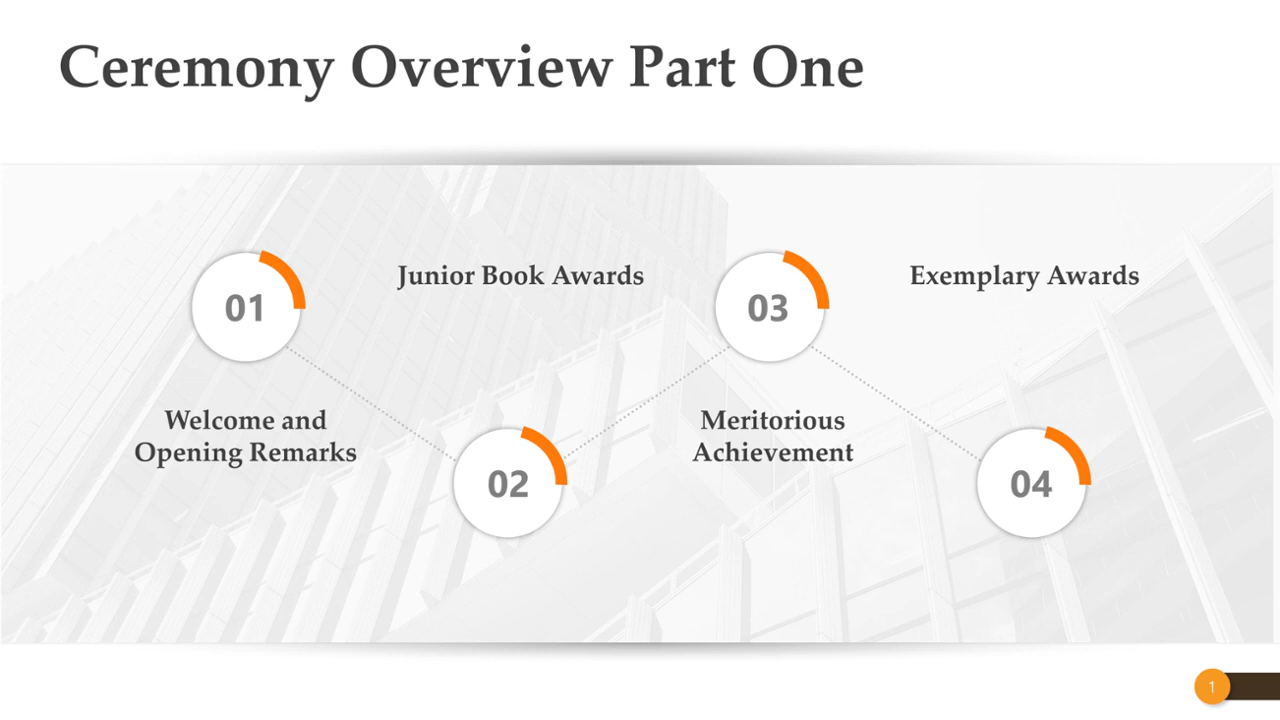 Ceremony Overview Part One
01
Welcome and
Opening Remarks
Junior Book Awards
02
03
Meritorious
Achievement
Exemplary Awards
04
1